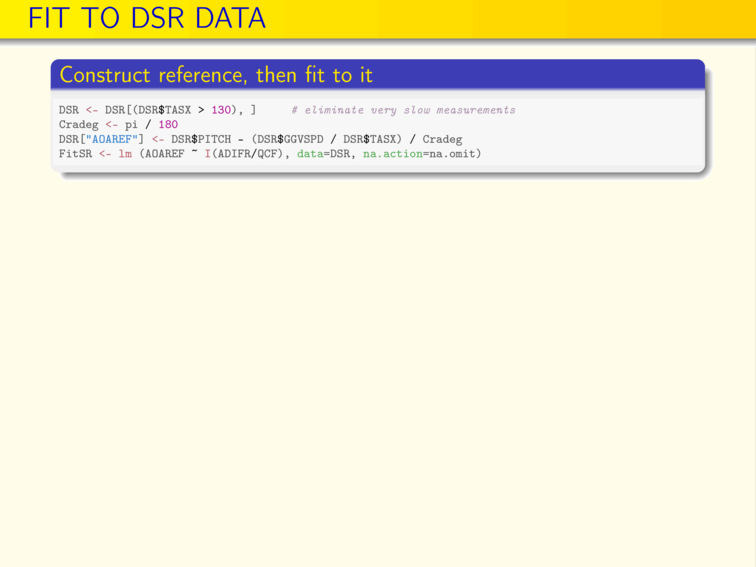 FIT TO DSR DATA
Construct reference, then fit to it
DSR <- DSR[(DSR$TASX > 130), ]     # eliminate very slow measurements
Cradeg <- pi / 180
DSR["AOAREF"] <- DSR$PITCH - (DSR$GGVSPD / DSR$TASX) / Cradeg
FitSR <- lm (AOAREF ~ I(ADIFR/QCF), data=DSR, na.action=na.omit)